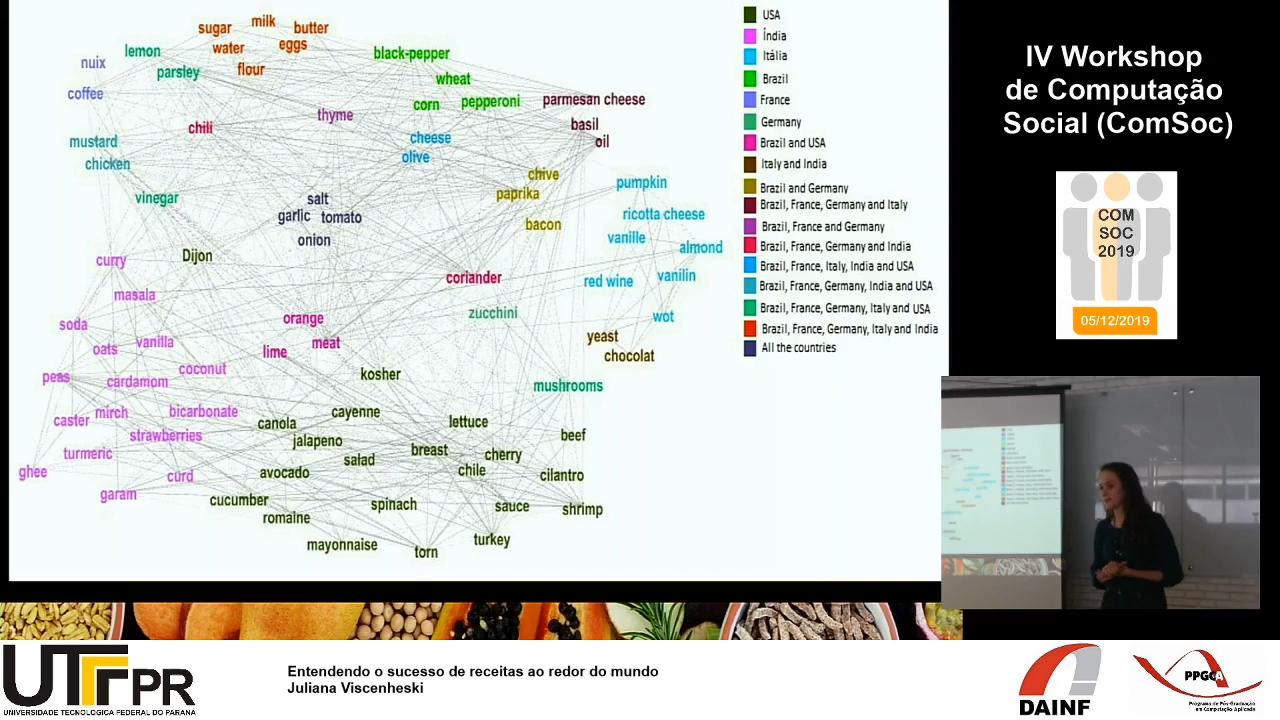 sugar
milk
butter
water
eggs
flour
lemon
parsley
nuix
coffee
black-pepper
wheat
corn
pepperoni
parmesan cheese
basil
oil
thyme
chili
cheese
olive
mustard
chicken
vinegar
chive
paprika
bacon
pumpkin
ricotta cheese
vanille
almond
red wine
vanilin
wot
salt
garlic
tomato
onion
Dijon
curry
masala
coriander
zucchini
soda
orange
oats
vanilla
lime
meat
yeast
chocolat
peas
cardamom
coconut
kosher
mushrooms
caster
mirch
bicarbonate
canola
cayenne
lettuce
strawberries
jalapeno
breast
cherry
beef
turmeric
salad
chile
cilantro
ghee
curd
avocado
garam
cucumber
spinach
sauce
shrimp
romaine
mayonnaise
torn
turkey
USA
Índia
Itália
Brazil
France
Germany
Brazil and USA
Italy and India
Brazil and Germany
Brazil, France, Germany and Italy
Brazil, France and Germany
Brazil, France, Germany and India
Brazil, France, Italy, India and USA
Brazil, France, Germany, India and USA
Brazil, France, Germany, Italy and USA
Brazil, France, Germany, Italy and India
All the countries
IV Workshop
de Computação
Social (ComSoc)
COM
SOC
2019
05/12/2019
UTFPR
UNIVERSIDADE TECNOLÓGICA FEDERAL DO PARANÁ
Entendendo o sucesso de receitas ao redor do mundo
Juliana Viscenheski
DAINF
PPGCA
Programa de Pós-Graduação
em Computação Aplicada